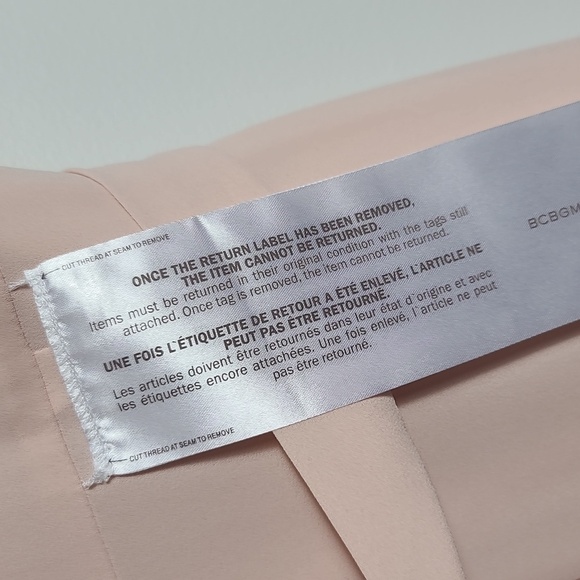 CUT THREAD AT SEAM TO REMOVE
ONCE THE RETURN LABEL HAS BEEN REMOVED,
THE ITEM CANNOT BE RETURNED.
Items must be returned in their original condition with the tags still
attached. Once tag is removed, the item cannot be returned.
UNE FOIS L'ÉTIQUETTE DE RETOUR A ÉTÉ ENLEVÉ, L'ARTICLE NE
PEUT PAS ÊTRE RETOURNÉ.
Les articles doivent être retournés dans leur état d'origine et avec
les étiquettes encore attachées. Une fois enlevé, l'article ne peut
pas être retourné.
CUT THREAD AT SEAM TO REMOVE
BCBGM